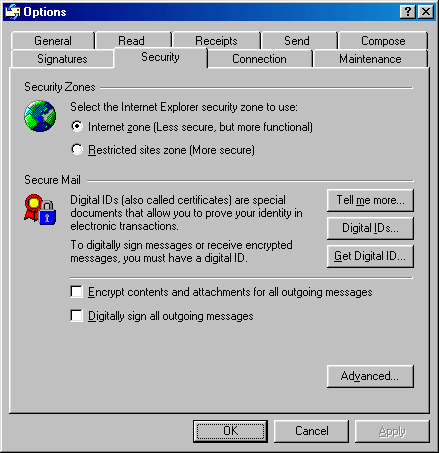 Options
General Read Receipts Send Compose
Signatures Security Connection Maintenance
Security Zones
Select the Internet Explorer security zone to use:
Internet zone (Less secure, but more functional)
Restricted sites zone (More secure)
Secure Mail
Digital IDs (also called certificates) are special
documents that allow you to prove your identity in
electronic transactions.
To digitally sign messages or receive encrypted
messages, you must have a digital ID.
Tell me more...
Digital IDs...
Get Digital ID...
Encrypt contents and attachments for all outgoing messages
Digitally sign all outgoing messages
Advanced...
OK Cancel Apply